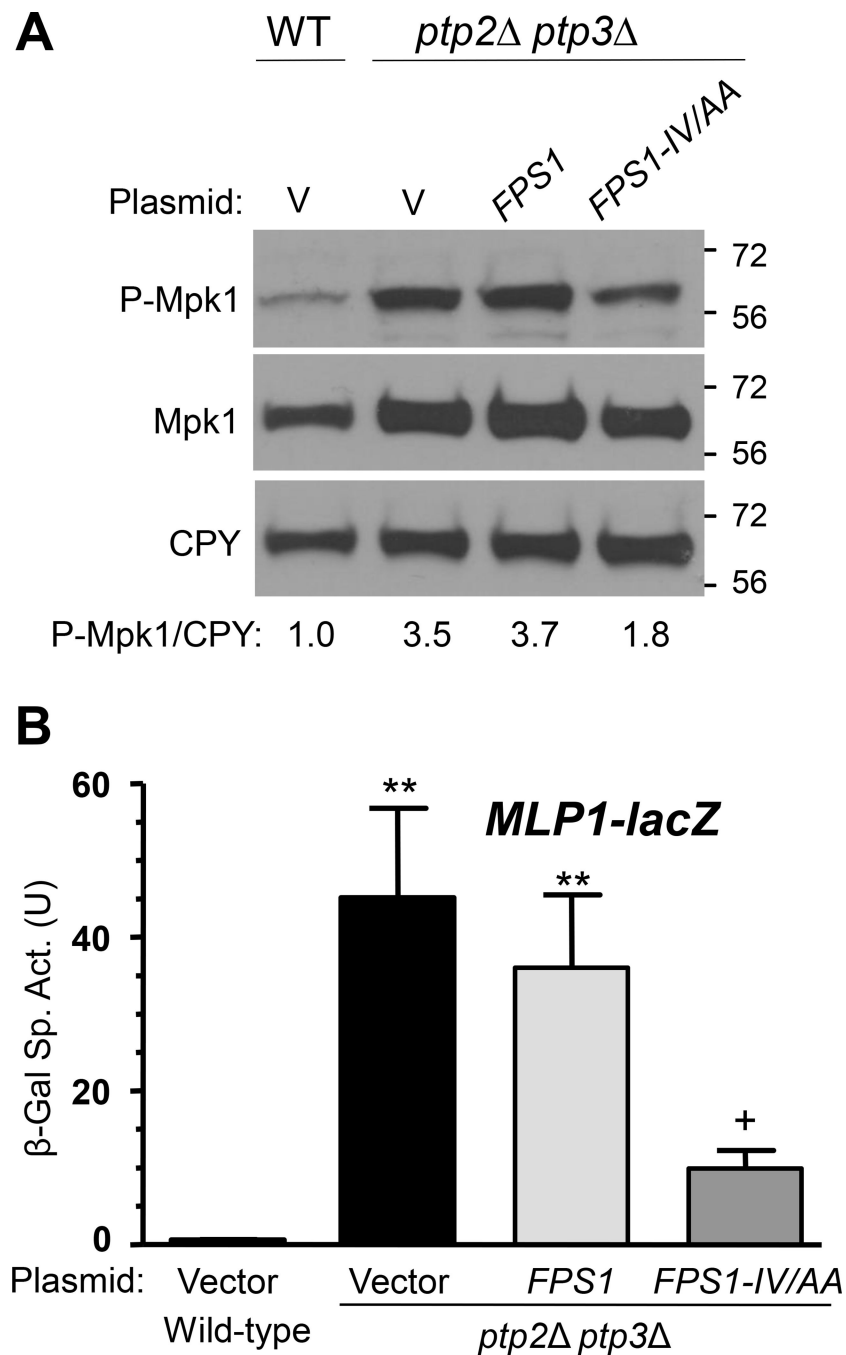 A
WT ptp2Δ ptp3Δ
Plasmid: V V FPS1 FPS1-IV/AA
P-Mpk1
72
56
Mpk1
72
56
CPY
72
56
P-Mpk1/CPY: 1.0 3.5 3.7 1.8
B
MLP1-lacZ
β-Gal Sp. Act. (U)
60
40
20
0
**
**
+
Plasmid: Vector Vector FPS1 FPS1-IV/AA
Wild-type ptp2Δ ptp3Δ